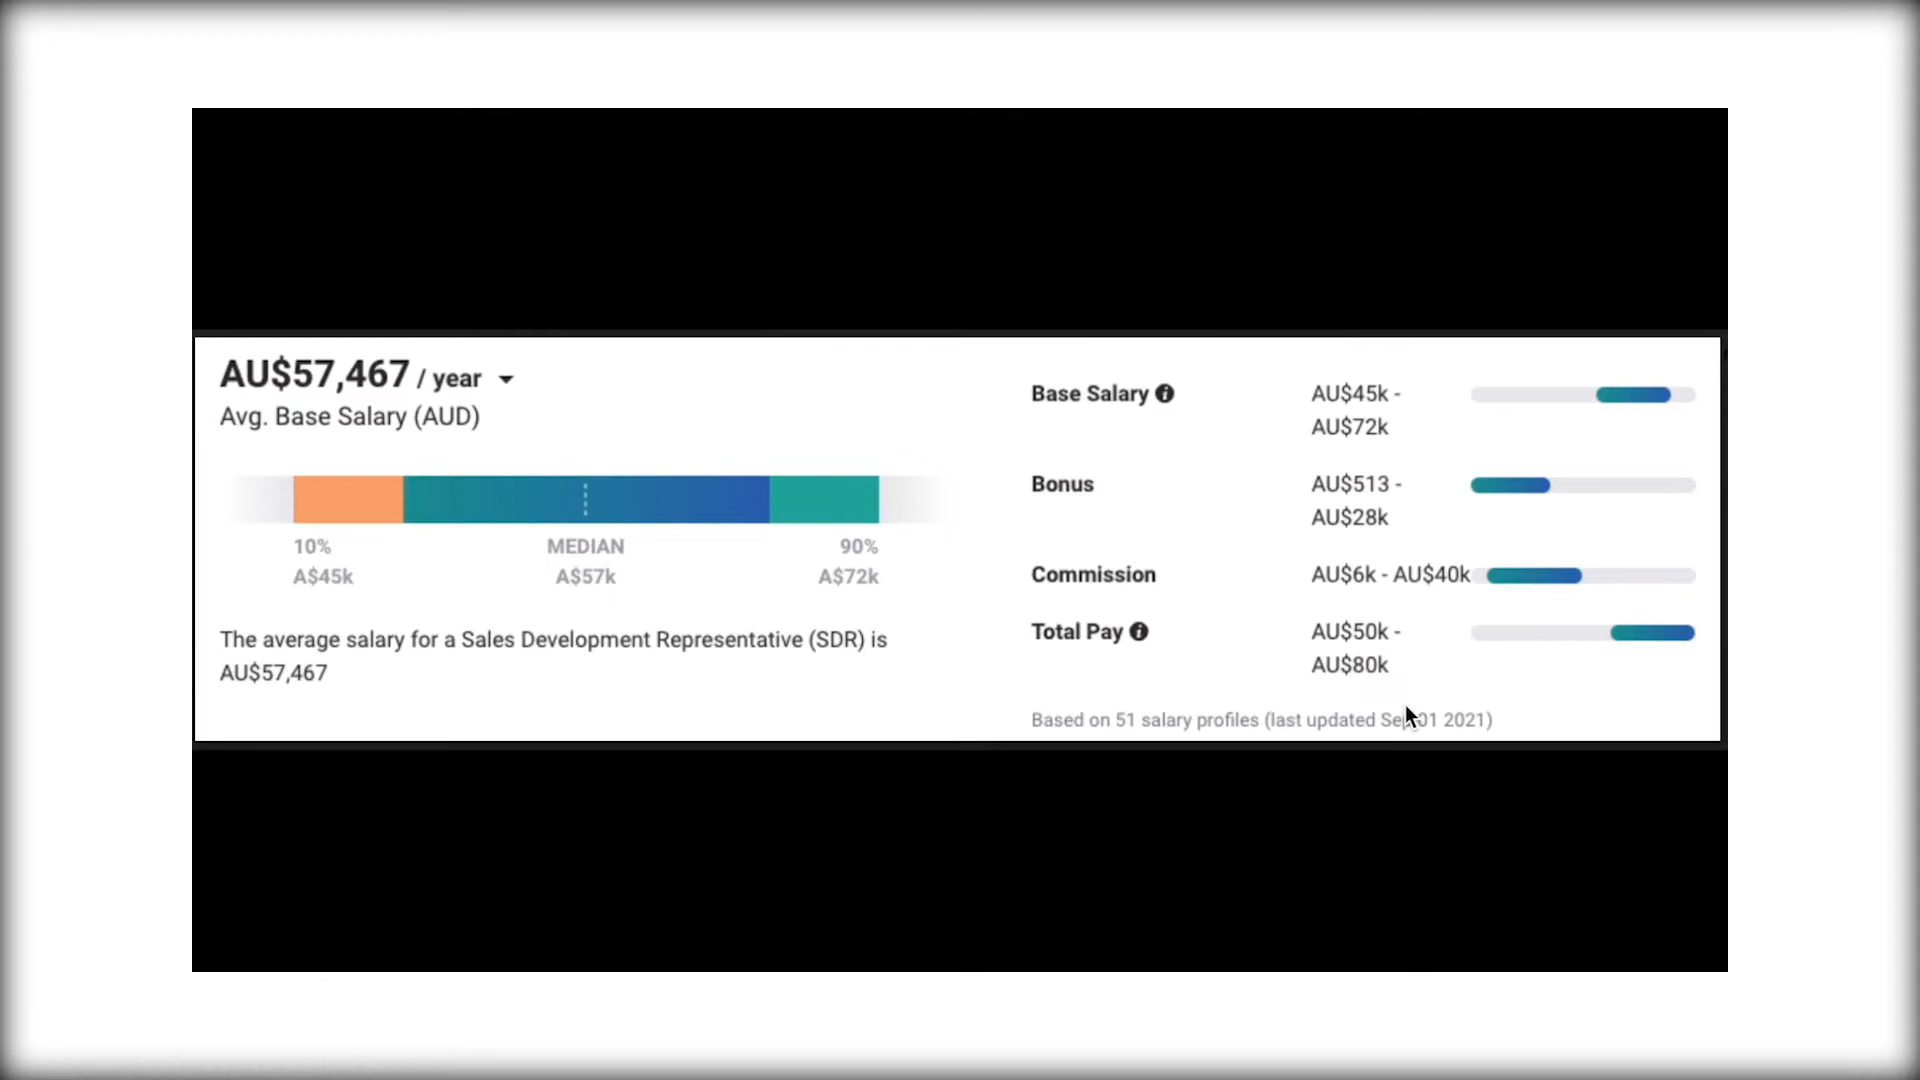 AU$57,467 / year
Avg. Base Salary (AUD)
10%
A$45k
MEDIAN
A$57k
90%
A$72k
The average salary for a Sales Development Representative (SDR) is
AU$57,467
Base Salary
AU$45k -
AU$72k
Bonus
AU$513 -
AU$28k
Commission
AU$6k - AU$40k
Total Pay
AU$50k -
AU$80k
Based on 51 salary profiles (last updated Sep 01 2021)